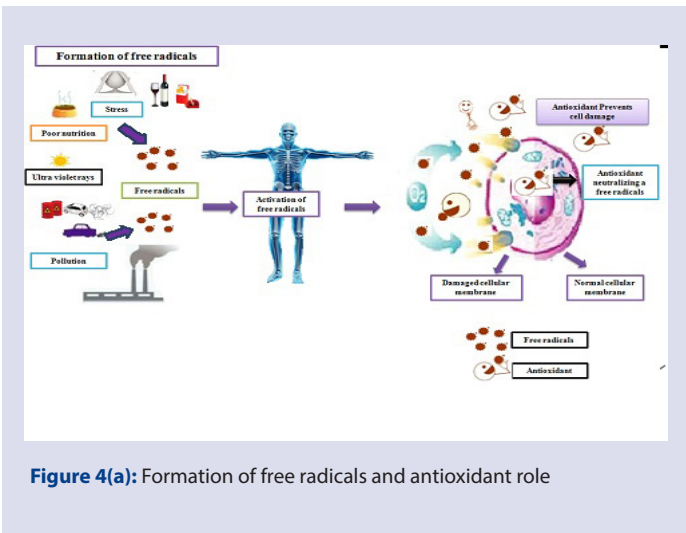 Formation of free radicals
Stress
Poor nutrition
Ultra violet rays
Free radicals
Pollution
Activation of
free radicals
O2
Antioxidant Prevents
cell damage
Antioxidant
neutralizing a
free radicals
Damaged cellular
membrane
Normal cellular
membrane
Free radicals
Antioxidant
Figure 4(a): Formation of free radicals and antioxidant role